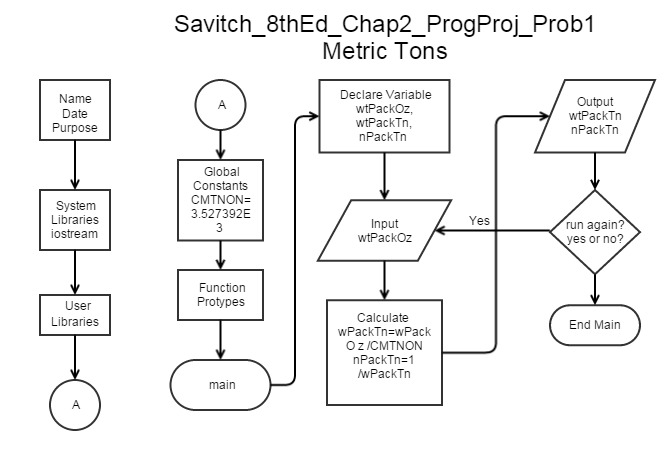 Savitch_8thEd_Chap2_ProgProj_Prob1
Metric Tons
Name
Date
Purpose
System
Libraries
iostream
User
Libraries
A
A
Global
Constants
CMTNON=
3.527392E
3
Function
Protypes
main
Declare Variable
wtPackOz,
wtPackTn,
nPackTn
Input
wtPackOz
Calculate
wPackTn=wPack
O z /CMTNON
nPackTn=1
/wPackTn
Output
wtPackTn
nPackTn
run again?
yes or no?
Yes
End Main